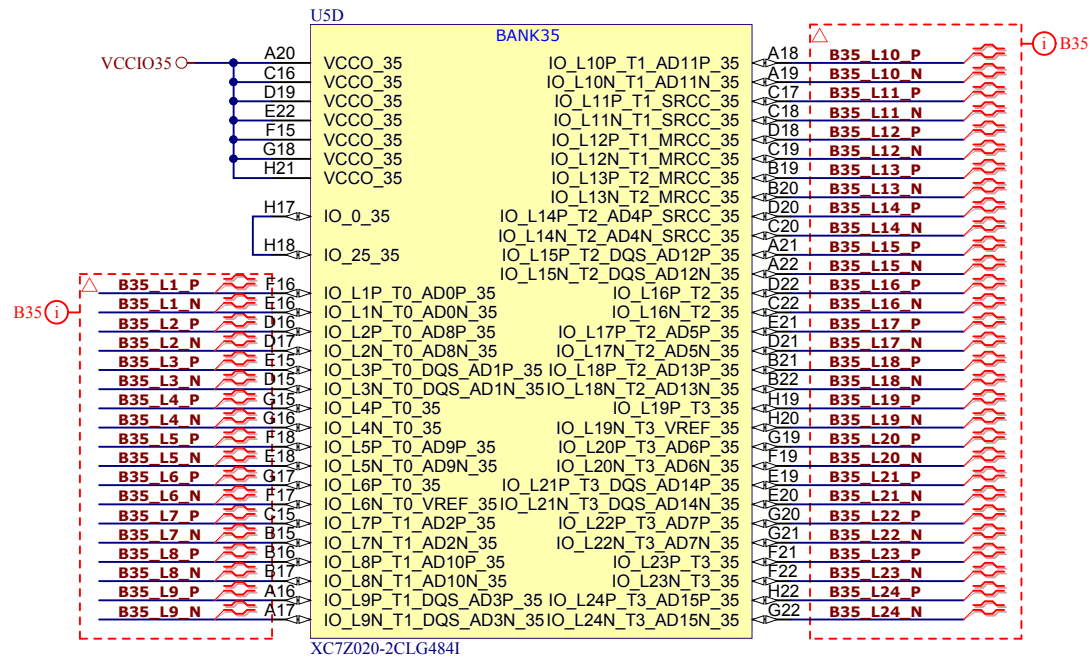 U5D
BANK35
VCCIO35
A20 VCCO_35
C16 VCCO_35
D19 VCCO_35
E22 VCCO_35
F15 VCCO_35
G18 VCCO_35
H21 VCCO_35
H17 IO_0_35
H18 IO_25_35
B35 i
B35_L1_P F16 IO_L1P_T0_AD0P_35
B35_L1_N E16 IO_L1N_T0_AD0N_35
B35_L2_P D16 IO_L2P_T0_AD8P_35
B35_L2_N D17 IO_L2N_T0_AD8N_35
B35_L3_P E15 IO_L3P_T0_DQS_AD1P_35
B35_L3_N D15 IO_L3N_T0_DQS_AD1N_35
B35_L4_P G15 IO_L4P_T0_35
B35_L4_N G16 IO_L4N_T0_35
B35_L5_P F18 IO_L5P_T0_AD9P_35
B35_L5_N E18 IO_L5N_T0_AD9N_35
B35_L6_P G17 IO_L6P_T0_35
B35_L6_N F17 IO_L6N_T0_VREF_35
B35_L7_P C15 IO_L7P_T1_AD2P_35
B35_L7_N B15 IO_L7N_T1_AD2N_35
B35_L8_P B16 IO_L8P_T1_AD10P_35
B35_L8_N B17 IO_L8N_T1_AD10N_35
B35_L9_P A16 IO_L9P_T1_DQS_AD3P_35
B35_L9_N A17 IO_L9N_T1_DQS_AD3N_35
i B35
IO_L10P_T1_AD11P_35 A18 B35_L10_P
IO_L10N_T1_AD11N_35 A19 B35_L10_N
IO_L11P_T1_SRCC_35 C17 B35_L11_P
IO_L11N_T1_SRCC_35 C18 B35_L11_N
IO_L12P_T1_MRCC_35 D18 B35_L12_P
IO_L12N_T1_MRCC_35 C19 B35_L12_N
IO_L13P_T2_MRCC_35 B19 B35_L13_P
IO_L13N_T2_MRCC_35 B20 B35_L13_N
IO_L14P_T2_AD4P_SRCC_35 D20 B35_L14_P
IO_L14N_T2_AD4N_SRCC_35 C20 B35_L14_N
IO_L15P_T2_DQS_AD12P_35 A21 B35_L15_P
IO_L15N_T2_DQS_AD12N_35 A22 B35_L15_N
IO_L16P_T2_35 D22 B35_L16_P
IO_L16N_T2_35 C22 B35_L16_N
IO_L17P_T2_AD5P_35 E21 B35_L17_P
IO_L17N_T2_AD5N_35 D21 B35_L17_N
IO_L18P_T2_AD13P_35 B21 B35_L18_P
IO_L18N_T2_AD13N_35 B22 B35_L18_N
IO_L19P_T3_35 H19 B35_L19_P
IO_L19N_T3_VREF_35 H20 B35_L19_N
IO_L20P_T3_AD6P_35 G19 B35_L20_P
IO_L20N_T3_AD6N_35 F19 B35_L20_N
IO_L21P_T3_DQS_AD14P_35 E19 B35_L21_P
IO_L21N_T3_DQS_AD14N_35 E20 B35_L21_N
IO_L22P_T3_AD7P_35 G20 B35_L22_P
IO_L22N_T3_AD7N_35 G21 B35_L22_N
IO_L23P_T3_35 F21 B35_L23_P
IO_L23N_T3_35 F22 B35_L23_N
IO_L24P_T3_AD15P_35 H22 B35_L24_P
IO_L24N_T3_AD15N_35 G22 B35_L24_N
XC7Z020-2CLG484I